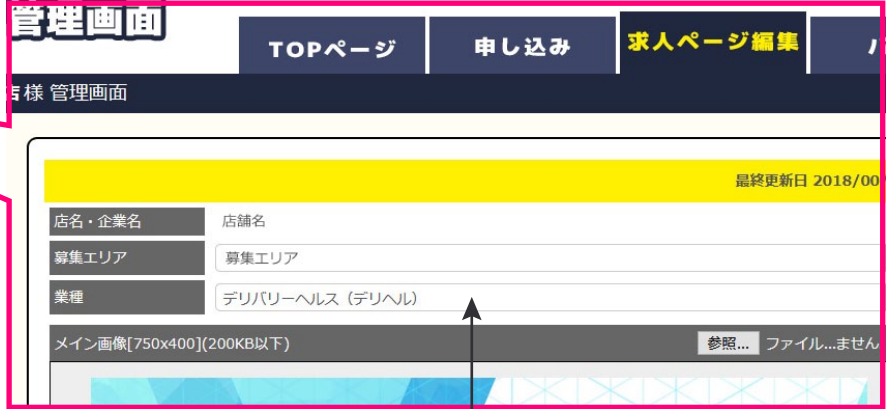 管理画面
TOPページ 申し込み 求人ページ編集
様 管理画面
最終更新日 2018/00
店名・企業名 店舗名
募集エリア 募集エリア
業種 デリバリーヘルス（デリヘル）
メイン画像[750x400](200KB以下) 参照... ファイル...ません